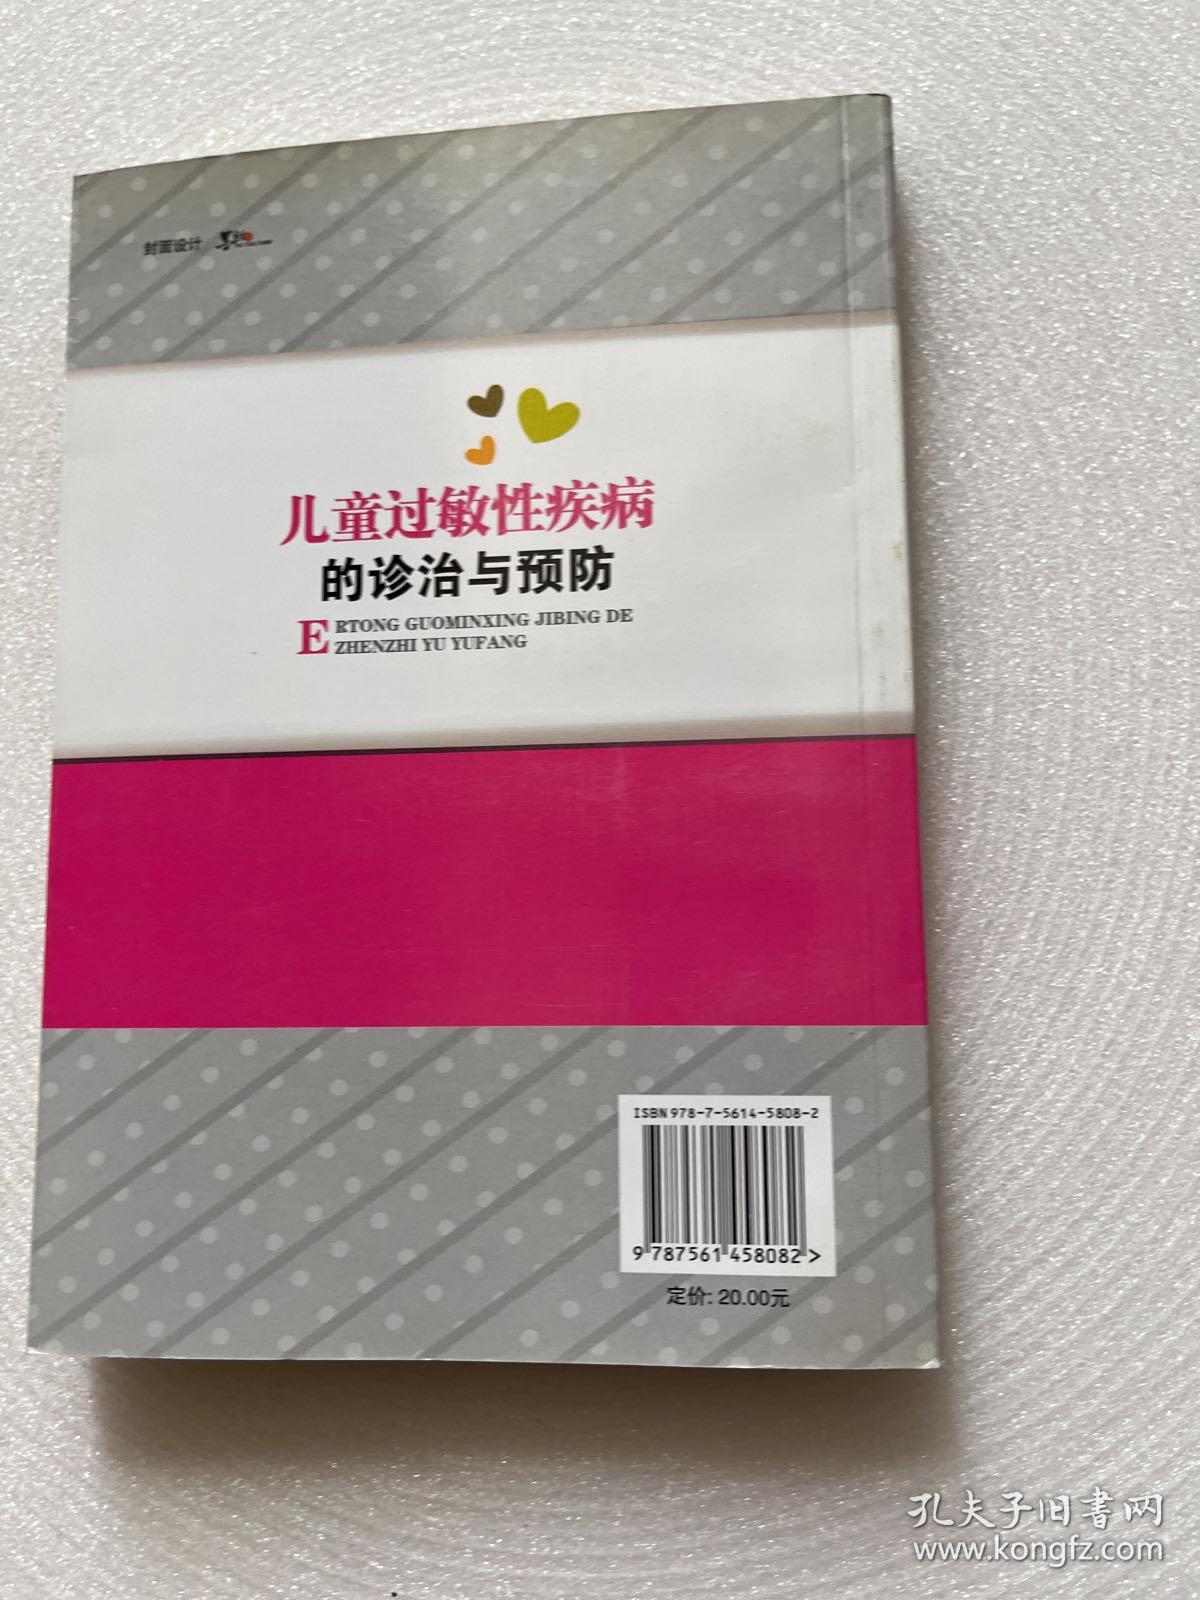 封面设计
儿童过敏性疾病
的诊治与预防
ERTONG GUOMINXING JIBING DE
ZHENZHI YU YUFANG
ISBN 978-7-5614-5808-2
9 787561 458082 >
定价: 20.00元
孔夫子旧书网
www.kongfz.com